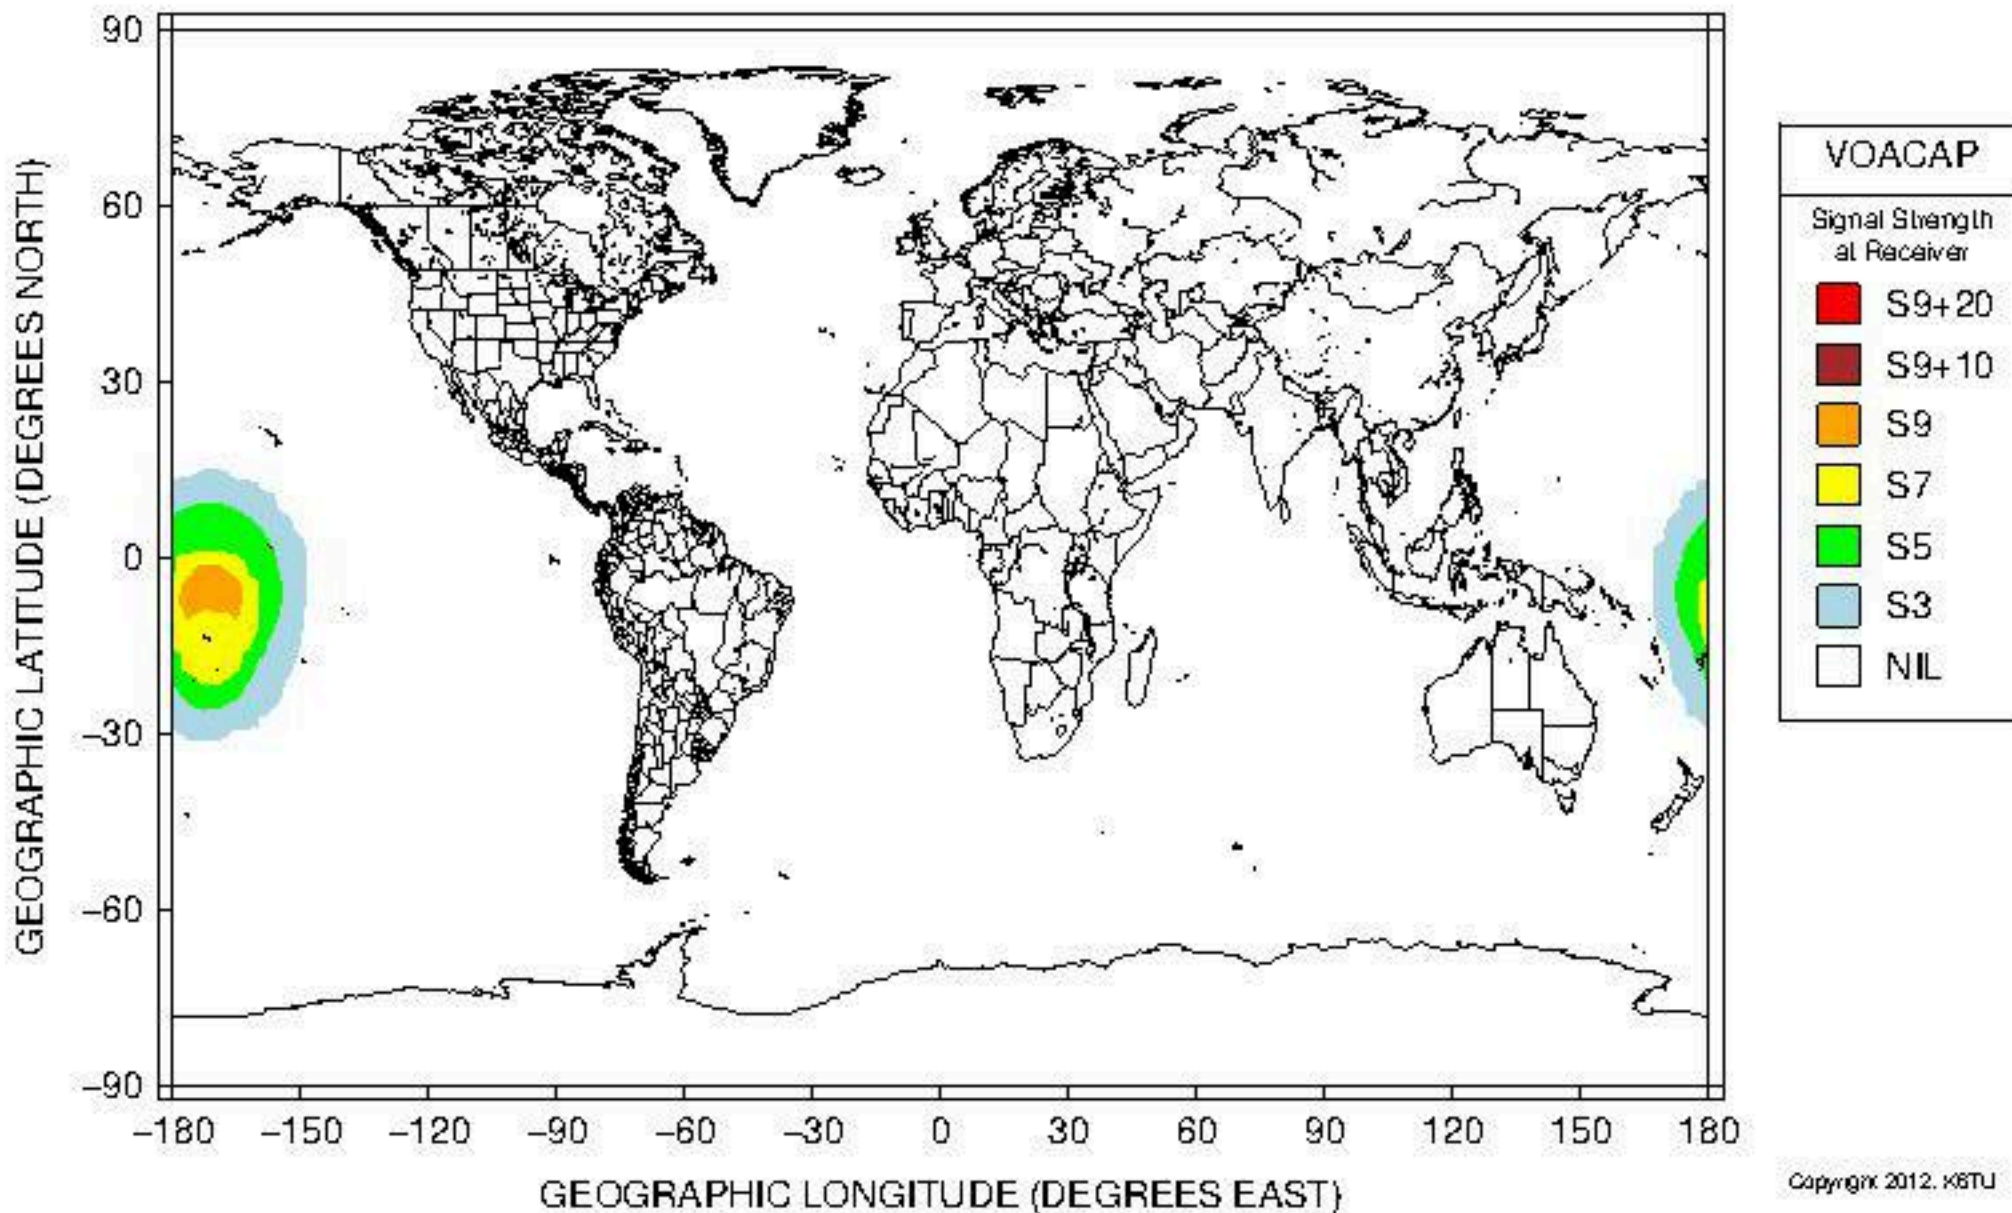 GEOGRAPHIC LATITUDE (DEGREES NORTH)
90
60
30
0
−30
−60
−90
−180 −150 −120 −90 −60 −30 0 30 60 90 120 150 180
GEOGRAPHIC LONGITUDE (DEGREES EAST)
VOACAP
Signal Strength
at Receiver
S9+20
S9+10
S9
S7
S5
S3
NIL
Copyright 2012, K6TU